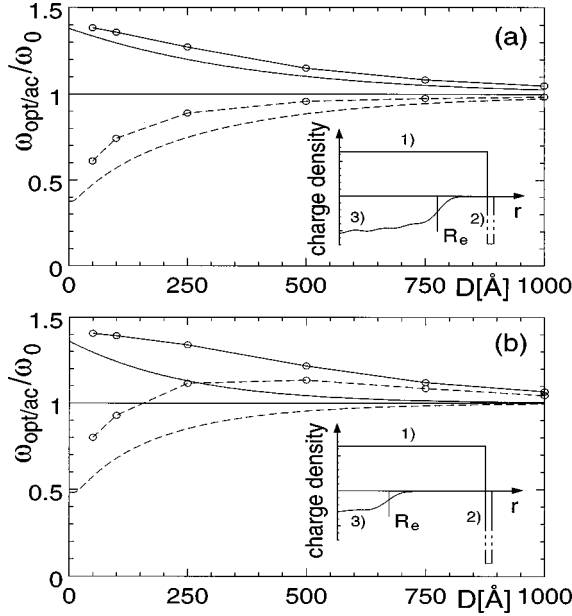 ω_opt/ac/ω_0
1.5
1
0.5
0
(a)
charge density
1)
2)
3)
r
R_e
0
250
500
750
D[Å]
1000
ω_opt/ac/ω_0
1.5
1
0.5
0
(b)
charge density
1)
2)
3)
r
R_e
0
250
500
750
D[Å]
1000